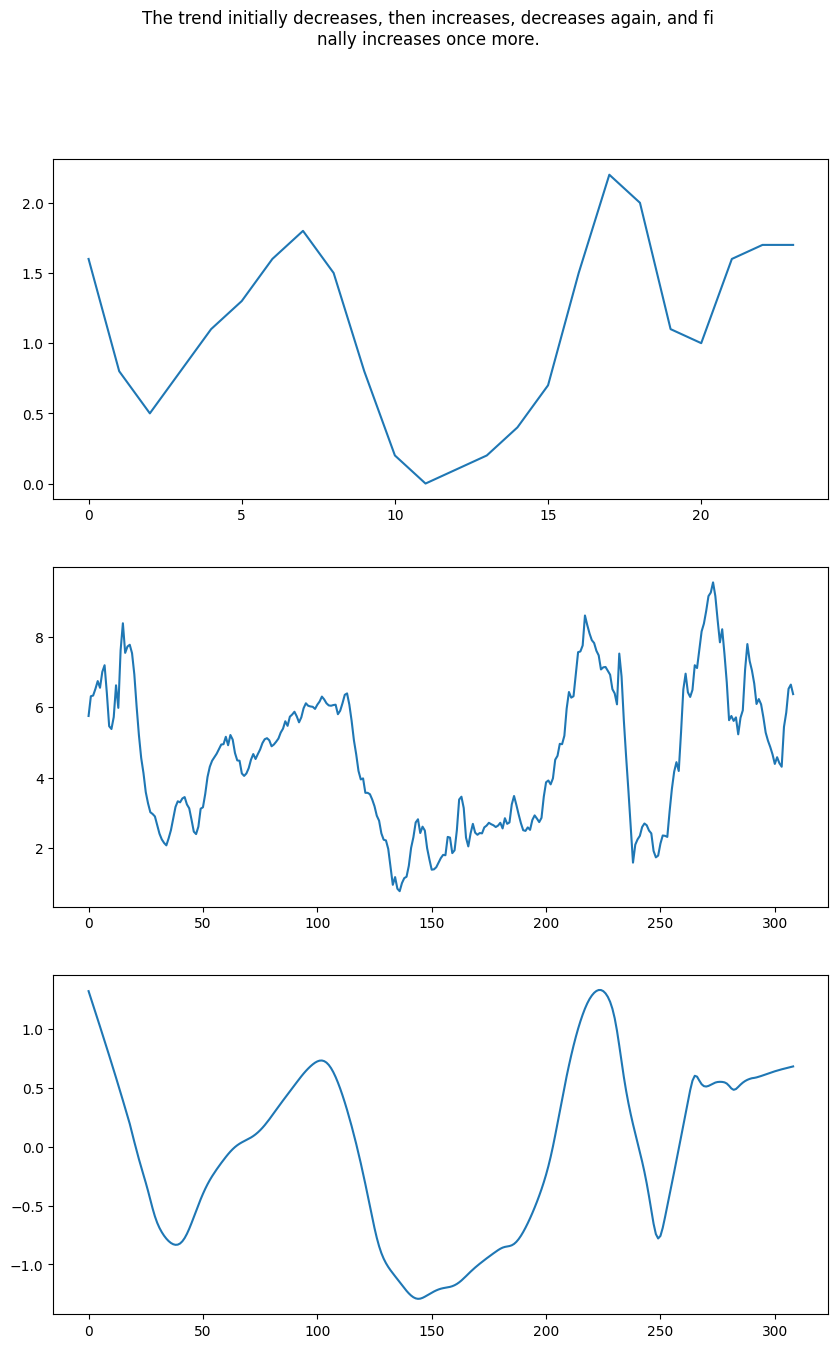 The trend initially decreases, then increases, decreases again, and fi
nally increases once more.
2.0
1.5
1.0
0.5
0.0
0 5 10 15 20
8
6
4
2
0 50 100 150 200 250 300
1.0
0.5
0.0
−0.5
−1.0
0 50 100 150 200 250 300